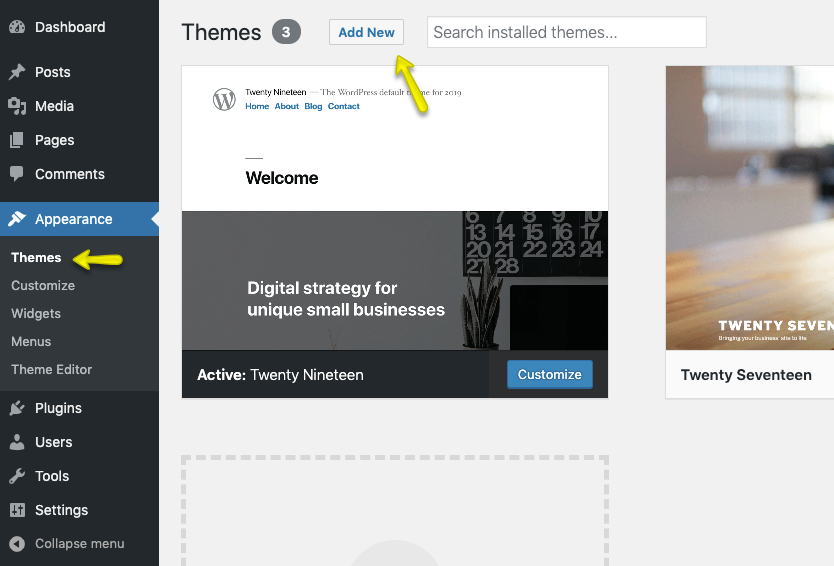 Dashboard
Posts
Media
Pages
Comments
Appearance
Themes
Customize
Widgets
Menus
Theme Editor
Plugins
Users
Tools
Settings
Collapse menu
Themes 3 Add New Search installed themes...
Twenty Nineteen — The WordPress default theme for 2019
Home About Blog Contact
Welcome
6 7 8 9 10
13 14 15 16 17
20 21 22 23 24
27 28
Digital strategy for
unique small businesses
Active: Twenty Nineteen Customize
TWENTY SEVEN
Bringing your business' site to life
Twenty Seventeen